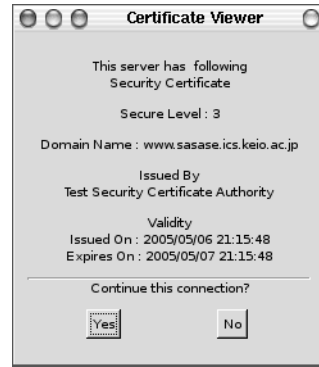 Certificate Viewer
This server has following
Security Certificate
Secure Level : 3
Domain Name : www.sasase.ics.keio.ac.jp
Issued By
Test Security Certificate Authority
Validity
Issued On : 2005/05/06 21:15:48
Expires On : 2005/05/07 21:15:48
Continue this connection?
Yes No